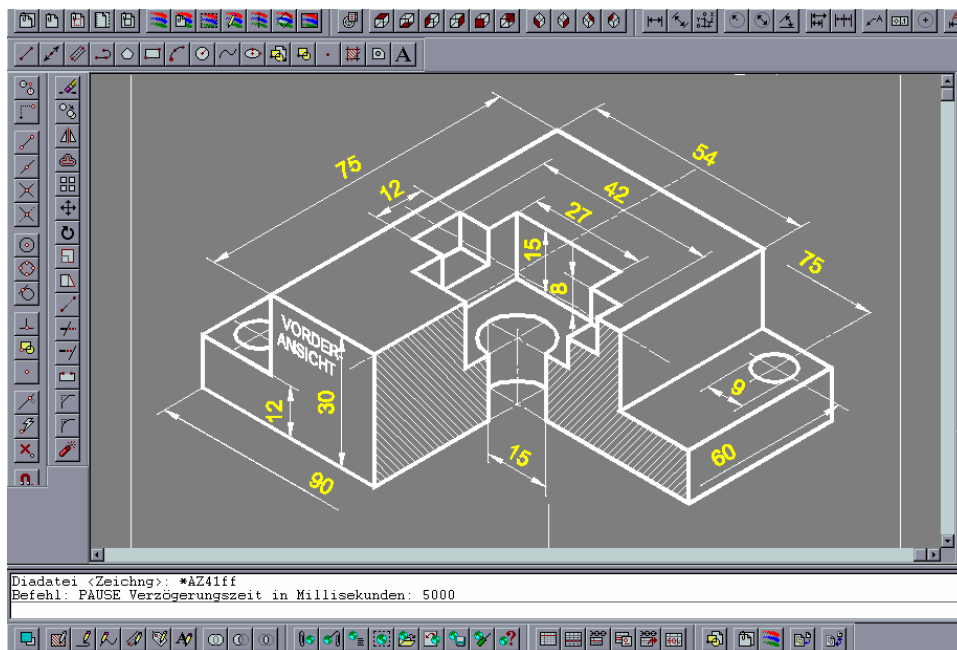 A
75
54
12
42
27
15
75
8
VORDER-
ANSICHT
9
12
30
15
60
90
Diadatei <Zeichng>: *AZ41ff
Befehl: PAUSE Verzögerungszeit in Millisekunden: 5000